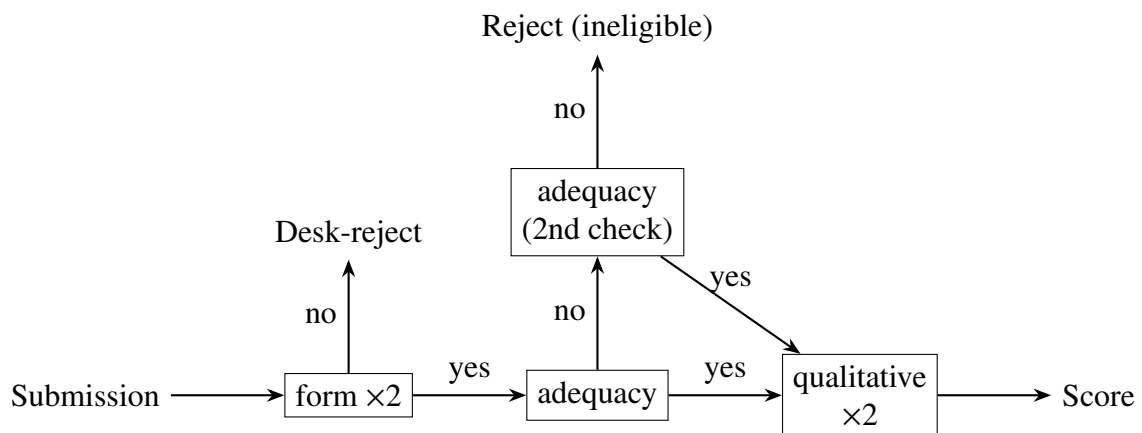 Reject (ineligible)
no
adequacy
(2nd check)
Desk-reject
yes
no
no
yes
yes
Submission
form ×2
adequacy
qualitative
×2
Score